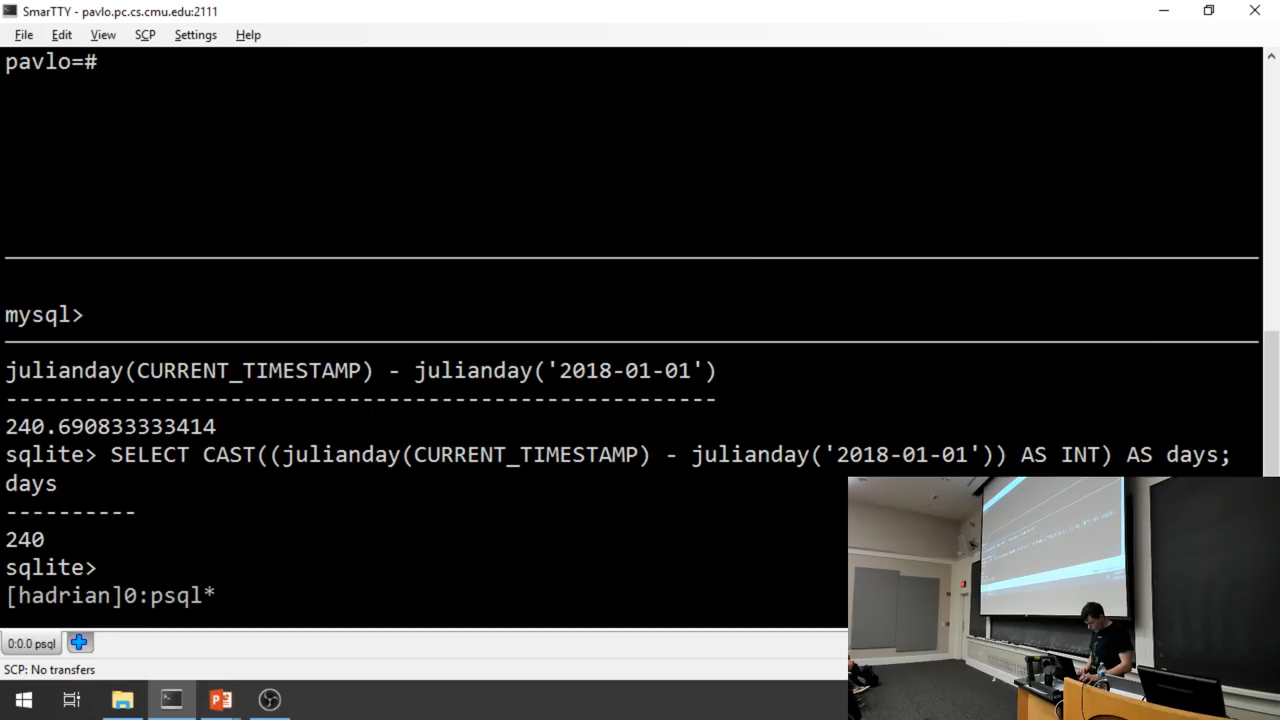 SmarTTY - pavlo.pc.cs.cmu.edu:2111
File Edit View SCP Settings Help
pavlo=#
mysql>
julianday(CURRENT_TIMESTAMP) - julianday('2018-01-01')
------------------------------------------------------
240.690833333414
sqlite> SELECT CAST((julianday(CURRENT_TIMESTAMP) - julianday('2018-01-01')) AS INT) AS days;
days
----------
240
sqlite>
[hadrian]0:psql*
0:0.0 psql
SCP: No transfers